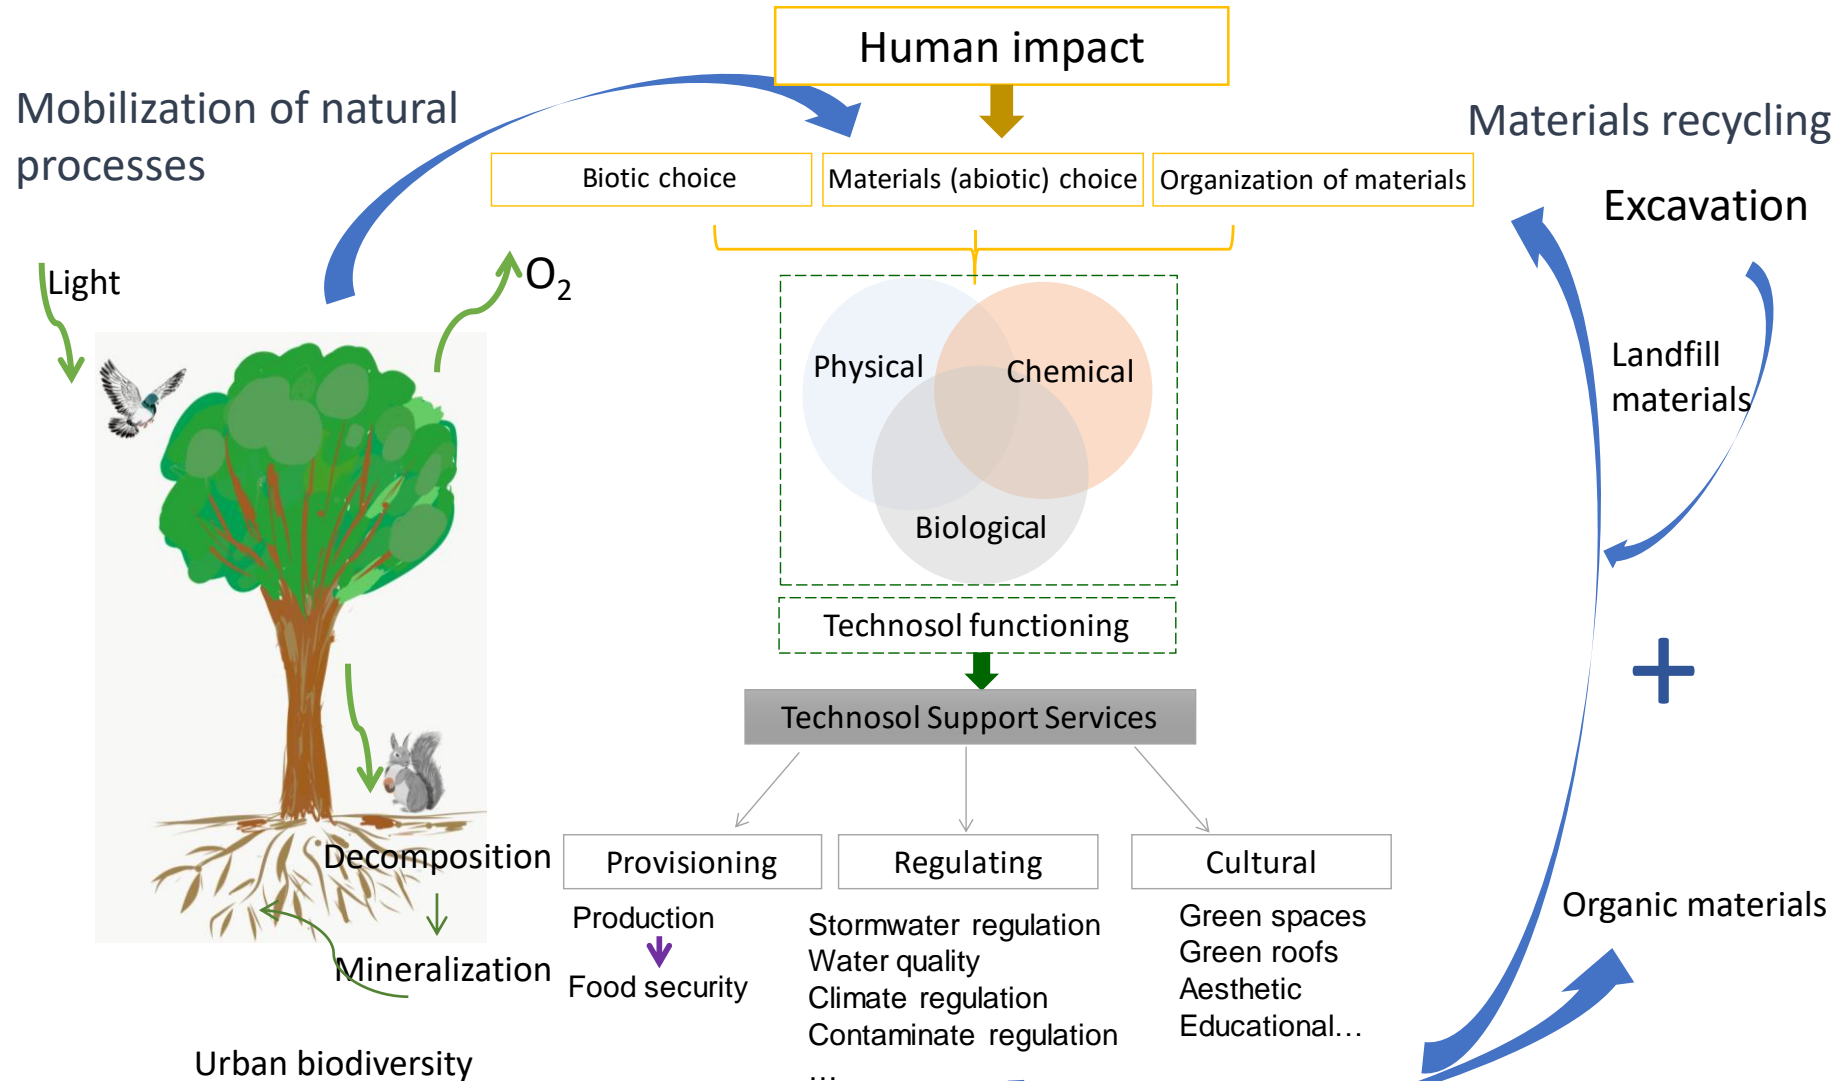 Human impact
Mobilization of natural
processes
Materials recycling
Biotic choice
Materials (abiotic) choice
Organization of materials
Excavation
Light
O₂
Physical
Chemical
Biological
Landfill
materials
Technosol functioning
+
Technosol Support Services
Decomposition
Provisioning
Regulating
Cultural
Production
Food security
Stormwater regulation
Water quality
Climate regulation
Contaminate regulation
...
Green spaces
Green roofs
Aesthetic
Educational...
Organic materials
Mineralization
Urban biodiversity